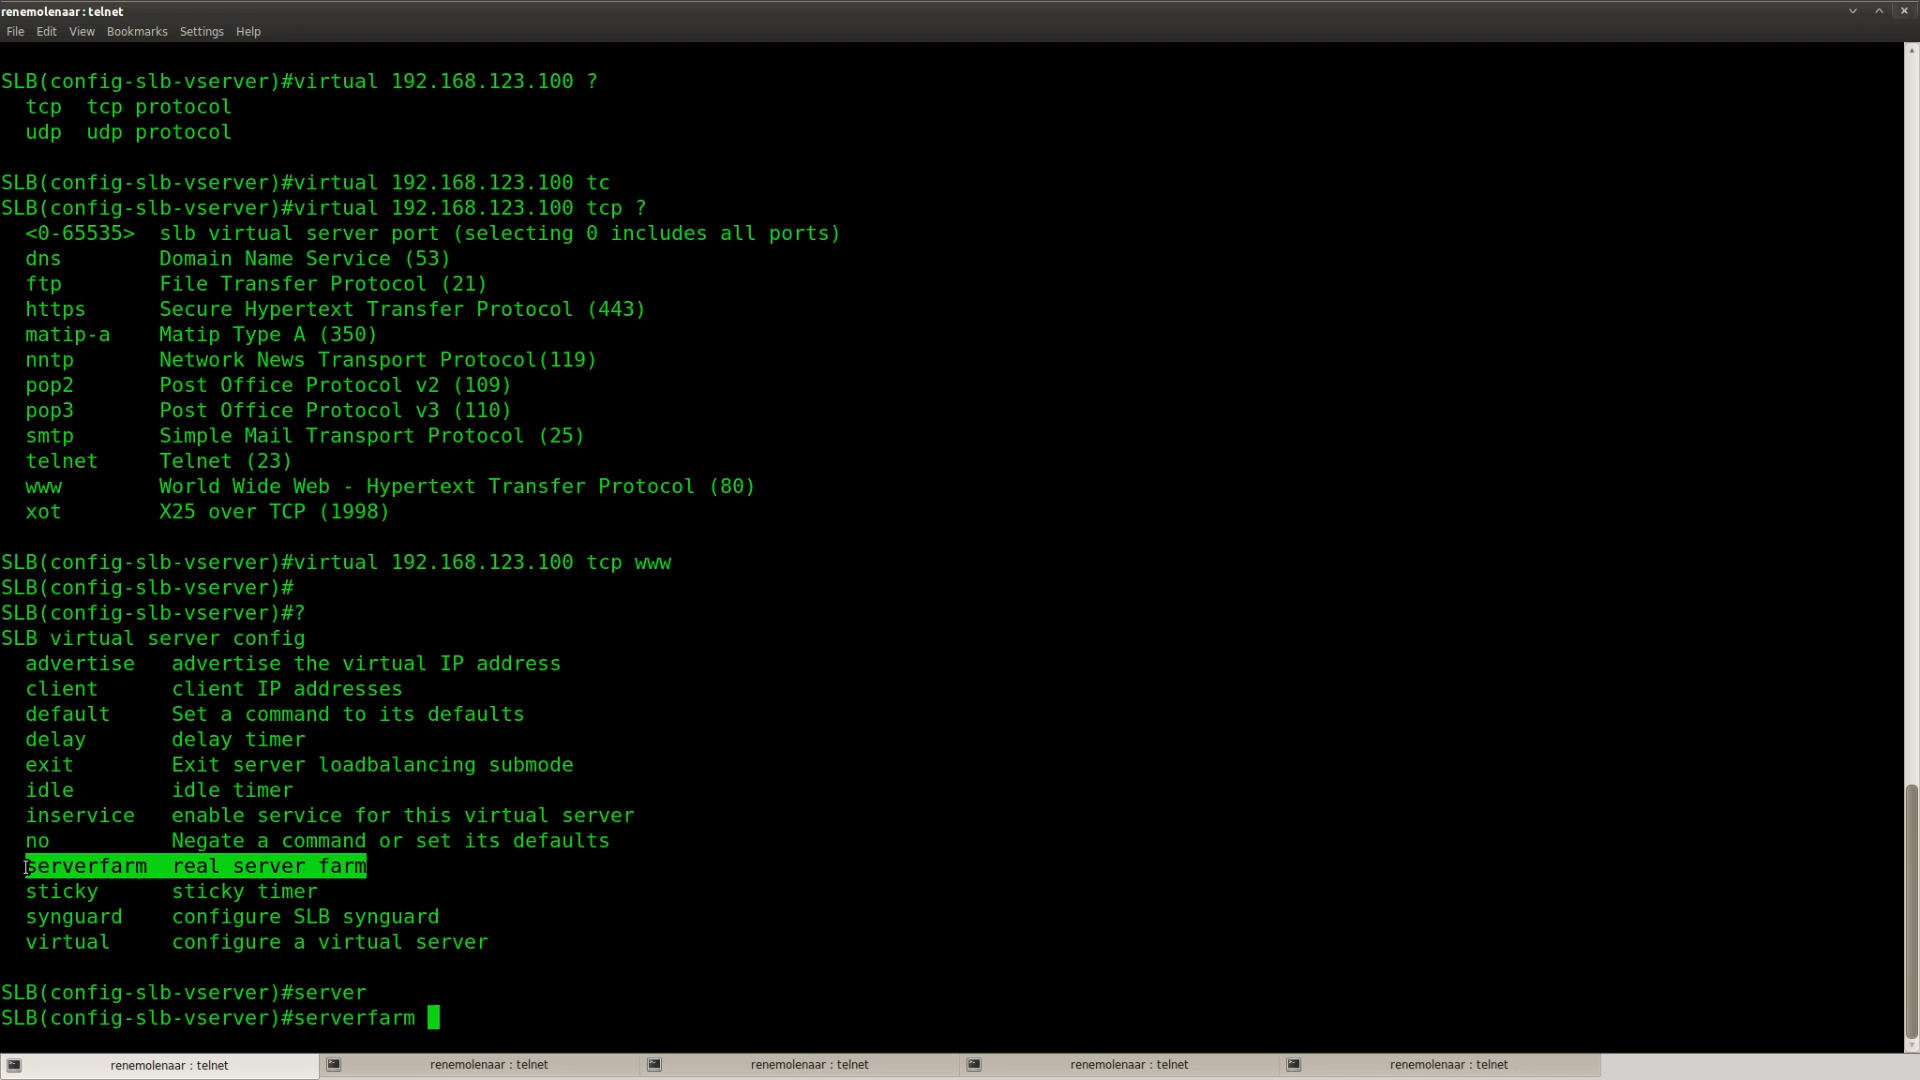 renemolenaar : telnet
File Edit View Bookmarks Settings Help
SLB(config-slb-vserver)#virtual 192.168.123.100 ?
tcp tcp protocol
udp udp protocol
SLB(config-slb-vserver)#virtual 192.168.123.100 tc
SLB(config-slb-vserver)#virtual 192.168.123.100 tcp ?
<0-65535> slb virtual server port (selecting 0 includes all ports)
dns Domain Name Service (53)
ftp File Transfer Protocol (21)
https Secure Hypertext Transfer Protocol (443)
matip-a Matip Type A (350)
nntp Network News Transport Protocol(119)
pop2 Post Office Protocol v2 (109)
pop3 Post Office Protocol v3 (110)
smtp Simple Mail Transport Protocol (25)
telnet Telnet (23)
www World Wide Web - Hypertext Transfer Protocol (80)
xot X25 over TCP (1998)
SLB(config-slb-vserver)#virtual 192.168.123.100 tcp www
SLB(config-slb-vserver)#
SLB(config-slb-vserver)#?
SLB virtual server config
advertise advertise the virtual IP address
client client IP addresses
default Set a command to its defaults
delay delay timer
exit Exit server loadbalancing submode
idle idle timer
inservice enable service for this virtual server
no Negate a command or set its defaults
serverfarm real server farm
sticky sticky timer
synguard configure SLB synguard
virtual configure a virtual server
SLB(config-slb-vserver)#server
SLB(config-slb-vserver)#serverfarm
renemolenaar : telnet renemolenaar : telnet renemolenaar : telnet renemolenaar : telnet renemolenaar : telnet